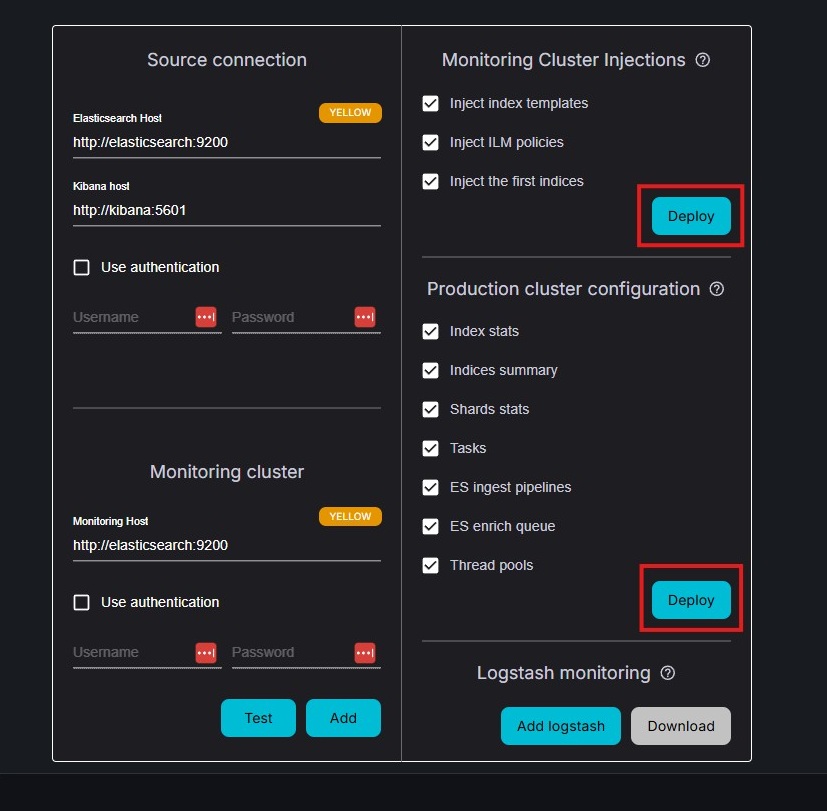 Source connection
Elasticsearch Host
YELLOW
http://elasticsearch:9200
Kibana host
http://kibana:5601
Use authentication
Username
Password
Monitoring cluster
Monitoring Host
YELLOW
http://elasticsearch:9200
Use authentication
Username
Password
Test
Add
Monitoring Cluster Injections ?
Inject index templates
Inject ILM policies
Inject the first indices
Deploy
Production cluster configuration ?
Index stats
Indices summary
Shards stats
Tasks
ES ingest pipelines
ES enrich queue
Thread pools
Deploy
Logstash monitoring ?
Add logstash
Download